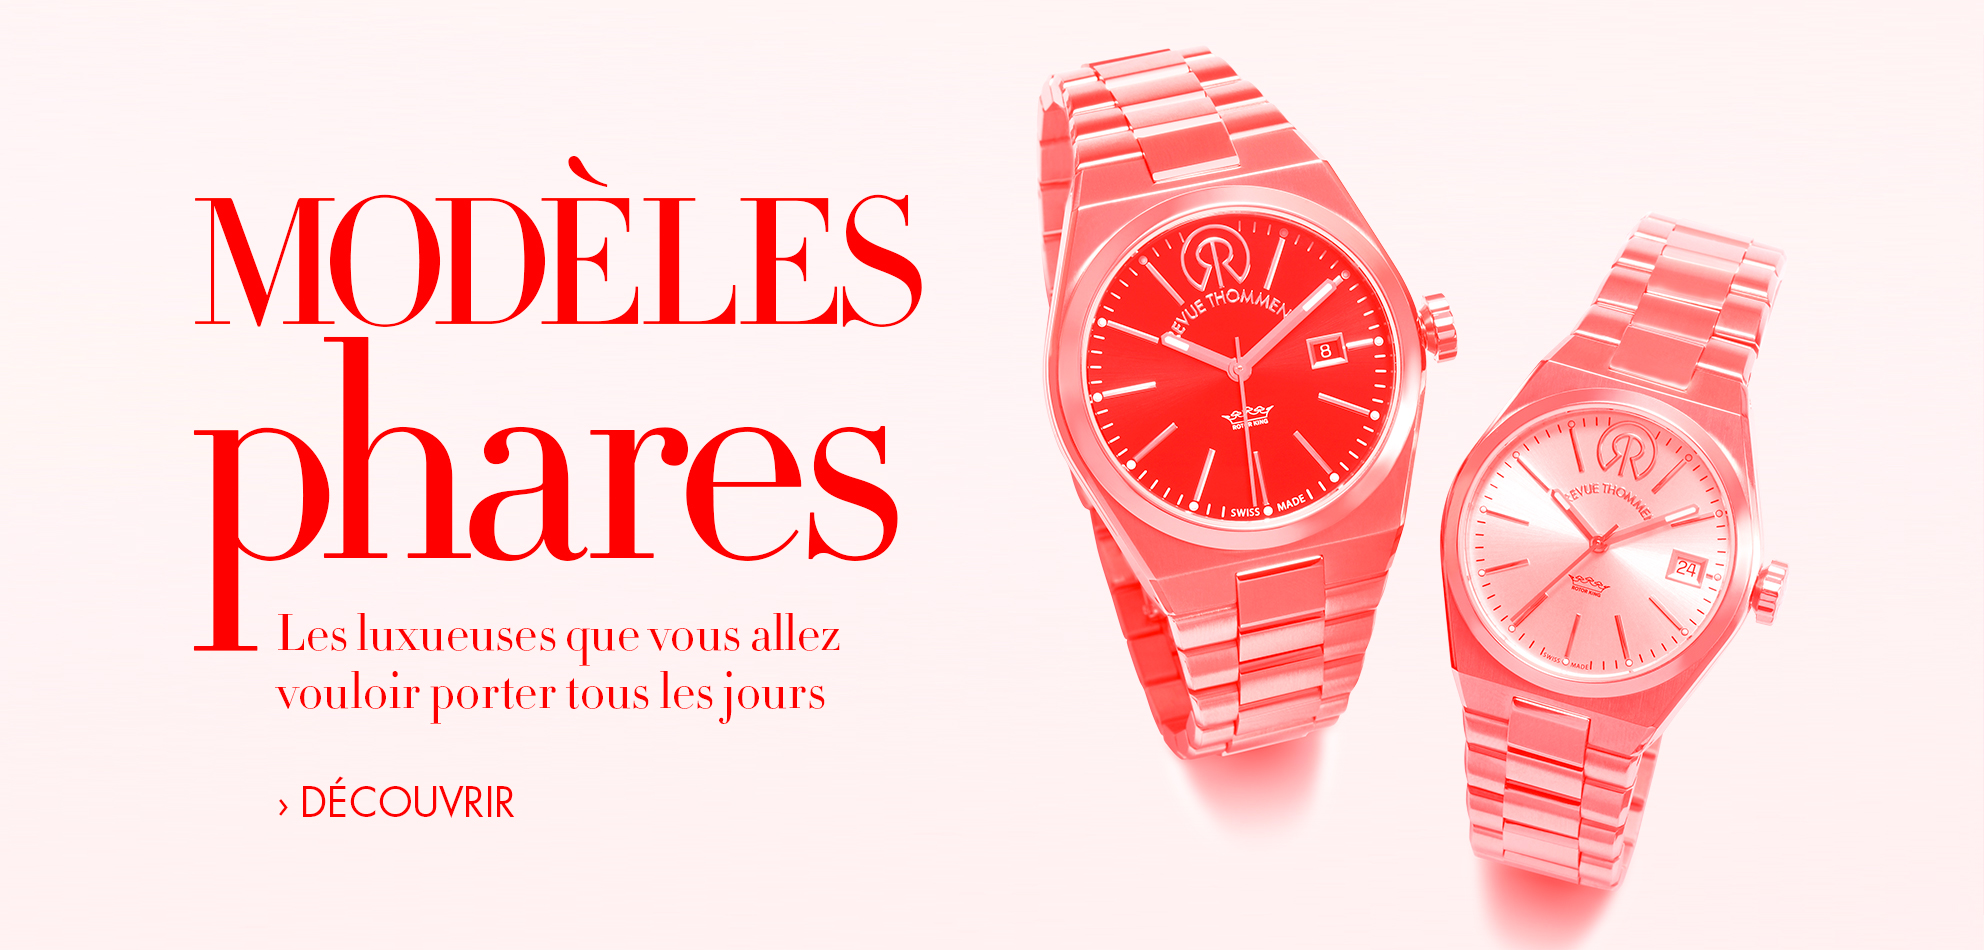 MODÈLES
phares
Les luxueuses que vous allez
vouloir porter tous les jours
› DÉCOUVRIR
REVUE THOMMEN
8
ROTOR KING
SWISS MADE
REVUE THOMMEN
24
ROTOR KING
SWISS MADE